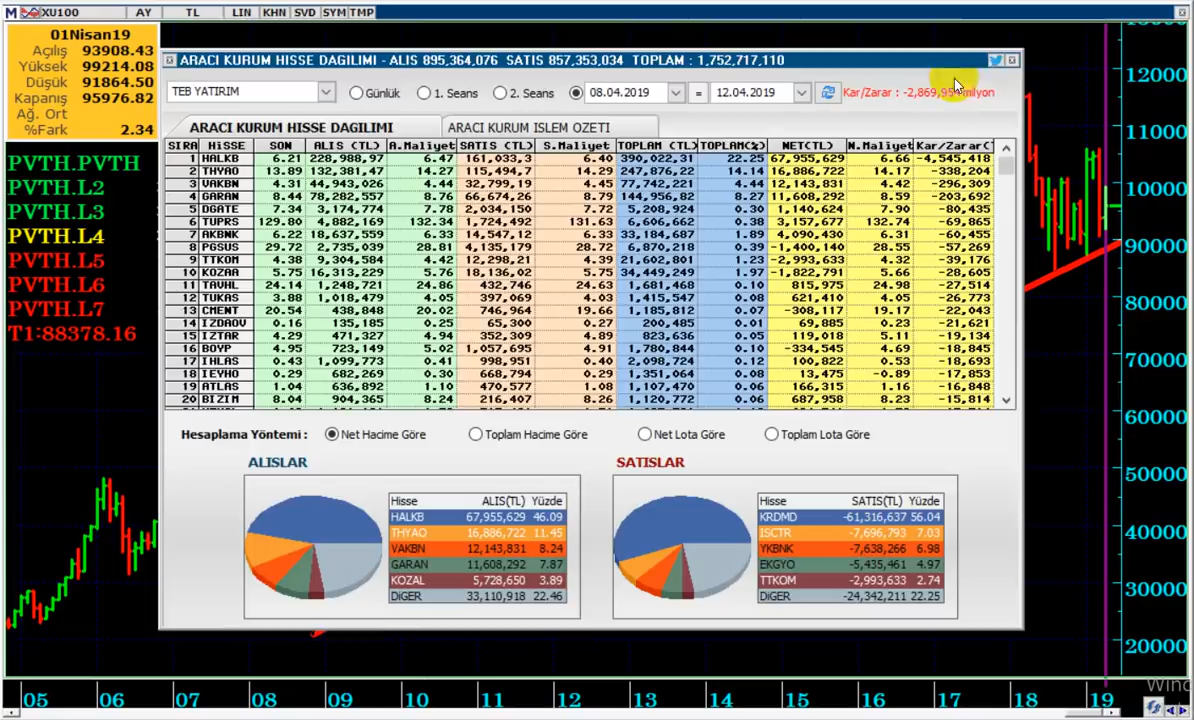 XU100 AY TL LIN KHN SVD SYM TMP
01Nisan19
Açılış 93908.43
Yüksek 99214.08
Düşük 91864.50
Kapanış 95976.82
Ağ. Ort
%Fark 2.34
PVTH.PVTH
PVTH.L2
PVTH.L3
PVTH.L4
PVTH.L5
PVTH.L6
PVTH.L7
T1:88378.16
ARACI KURUM HISSE DAGILIMI - ALIS 895,364,076 SATIS 857,353,034 TOPLAM : 1,752,717,110
TEB YATIRIM Günlük 1. Seans 2. Seans 08.04.2019 = 12.04.2019 Kar/Zarar : -2,869,954 milyon
ARACI KURUM HISSE DAGILIMI ARACI KURUM ISLEM OZETI
SIRA HiSSE SON ALIS (TL) A.Maliyet SATIS (TL) S.Maliyet TOPLAM (TL) TOPLAM(%) NET(TL) N.Maliyet Kar/Zarar(
1 HALKB 6.21 228,988,97 6.47 161,033,3 6.40 390,022,31 22.25 67,955,629 6.66 -4,545,418
2 THYAO 13.89 132,381,47 14.27 115,494,7 14.29 247,876,22 14.14 16,886,722 14.17 -338,204
3 VAKBN 4.31 44,943,026 4.44 32,799,19 4.45 77,742,221 4.44 12,143,831 4.42 -296,309
4 GARAN 8.44 78,282,557 8.76 66,674,26 8.79 144,956,82 8.27 11,608,292 8.59 -203,692
5 DGATE 7.34 3,174,774 7.78 2,034,150 7.72 5,208,924 0.30 1,140,624 7.90 -80,435
6 TUPRS 129.80 4,882,169 132.34 1,724,492 131.63 6,606,662 0.38 3,157,677 132.74 -69,865
7 AKBNK 6.22 18,637,559 6.33 14,547,12 6.33 33,184,687 1.89 4,090,430 6.31 -60,455
8 PGSUS 29.72 2,735,039 28.81 4,135,179 28.72 6,870,218 0.39 -1,400,140 28.55 -57,269
9 TTKOM 4.38 9,304,584 4.42 12,298,21 4.39 21,602,801 1.23 -2,993,633 4.32 -39,176
10 KOZAA 5.75 16,313,229 5.76 18,136,02 5.75 34,449,249 1.97 -1,822,791 5.66 -28,605
11 TAVHL 24.14 1,248,721 24.86 432,746 24.63 1,681,468 0.10 815,975 24.98 -27,514
12 TUKAS 3.88 1,018,479 4.05 397,069 4.03 1,415,547 0.08 621,410 4.05 -26,773
13 CMENT 20.54 438,848 20.02 746,964 19.66 1,185,812 0.07 -308,117 19.17 -22,043
14 IZDAOV 0.16 135,185 0.25 65,300 0.27 200,485 0.01 69,885 0.23 -21,621
15 IZTAR 4.29 471,327 4.94 352,309 4.89 823,636 0.05 119,018 5.11 -19,134
16 BOYP 4.95 723,149 5.02 1,057,695 4.91 1,780,844 0.10 -334,545 4.69 -18,845
17 IHLAS 0.43 1,099,773 0.41 998,951 0.40 2,098,724 0.12 100,822 0.53 -18,693
18 IEYHO 0.29 682,269 0.30 668,794 0.29 1,351,064 0.08 13,475 -0.89 -17,853
19 ATLAS 1.04 636,892 1.10 470,577 1.08 1,107,470 0.06 166,315 1.16 -17,848
20 BIZIM 8.04 904,365 8.24 216,407 8.26 1,120,772 0.06 687,958 8.23 -15,814
Hesaplama Yöntemi : Net Hacime Göre Toplam Hacime Göre Net Lota Göre Toplam Lota Göre
ALISLAR SATISLAR
Hisse ALIS(TL) Yüzde
HALKB 67,955,629 46.09
THYAO 16,886,722 11.45
VAKBN 12,143,831 8.24
GARAN 11,608,292 7.87
KOZAL 5,728,650 3.89
DiGER 33,110,918 22.46
Hisse SATIS(TL) Yüzde
KRDMD -61,316,637 56.04
ISCTR -7,696,793 7.03
YKBNK -7,638,266 6.98
EKGYO -5,435,461 4.97
TTKOM -2,993,633 2.74
DiGER -24,342,211 22.25
120000
110000
100000
90000
80000
70000
60000
50000
40000
30000
20000
05 06 07 08 09 10 11 12 13 14 15 16 17 18 19